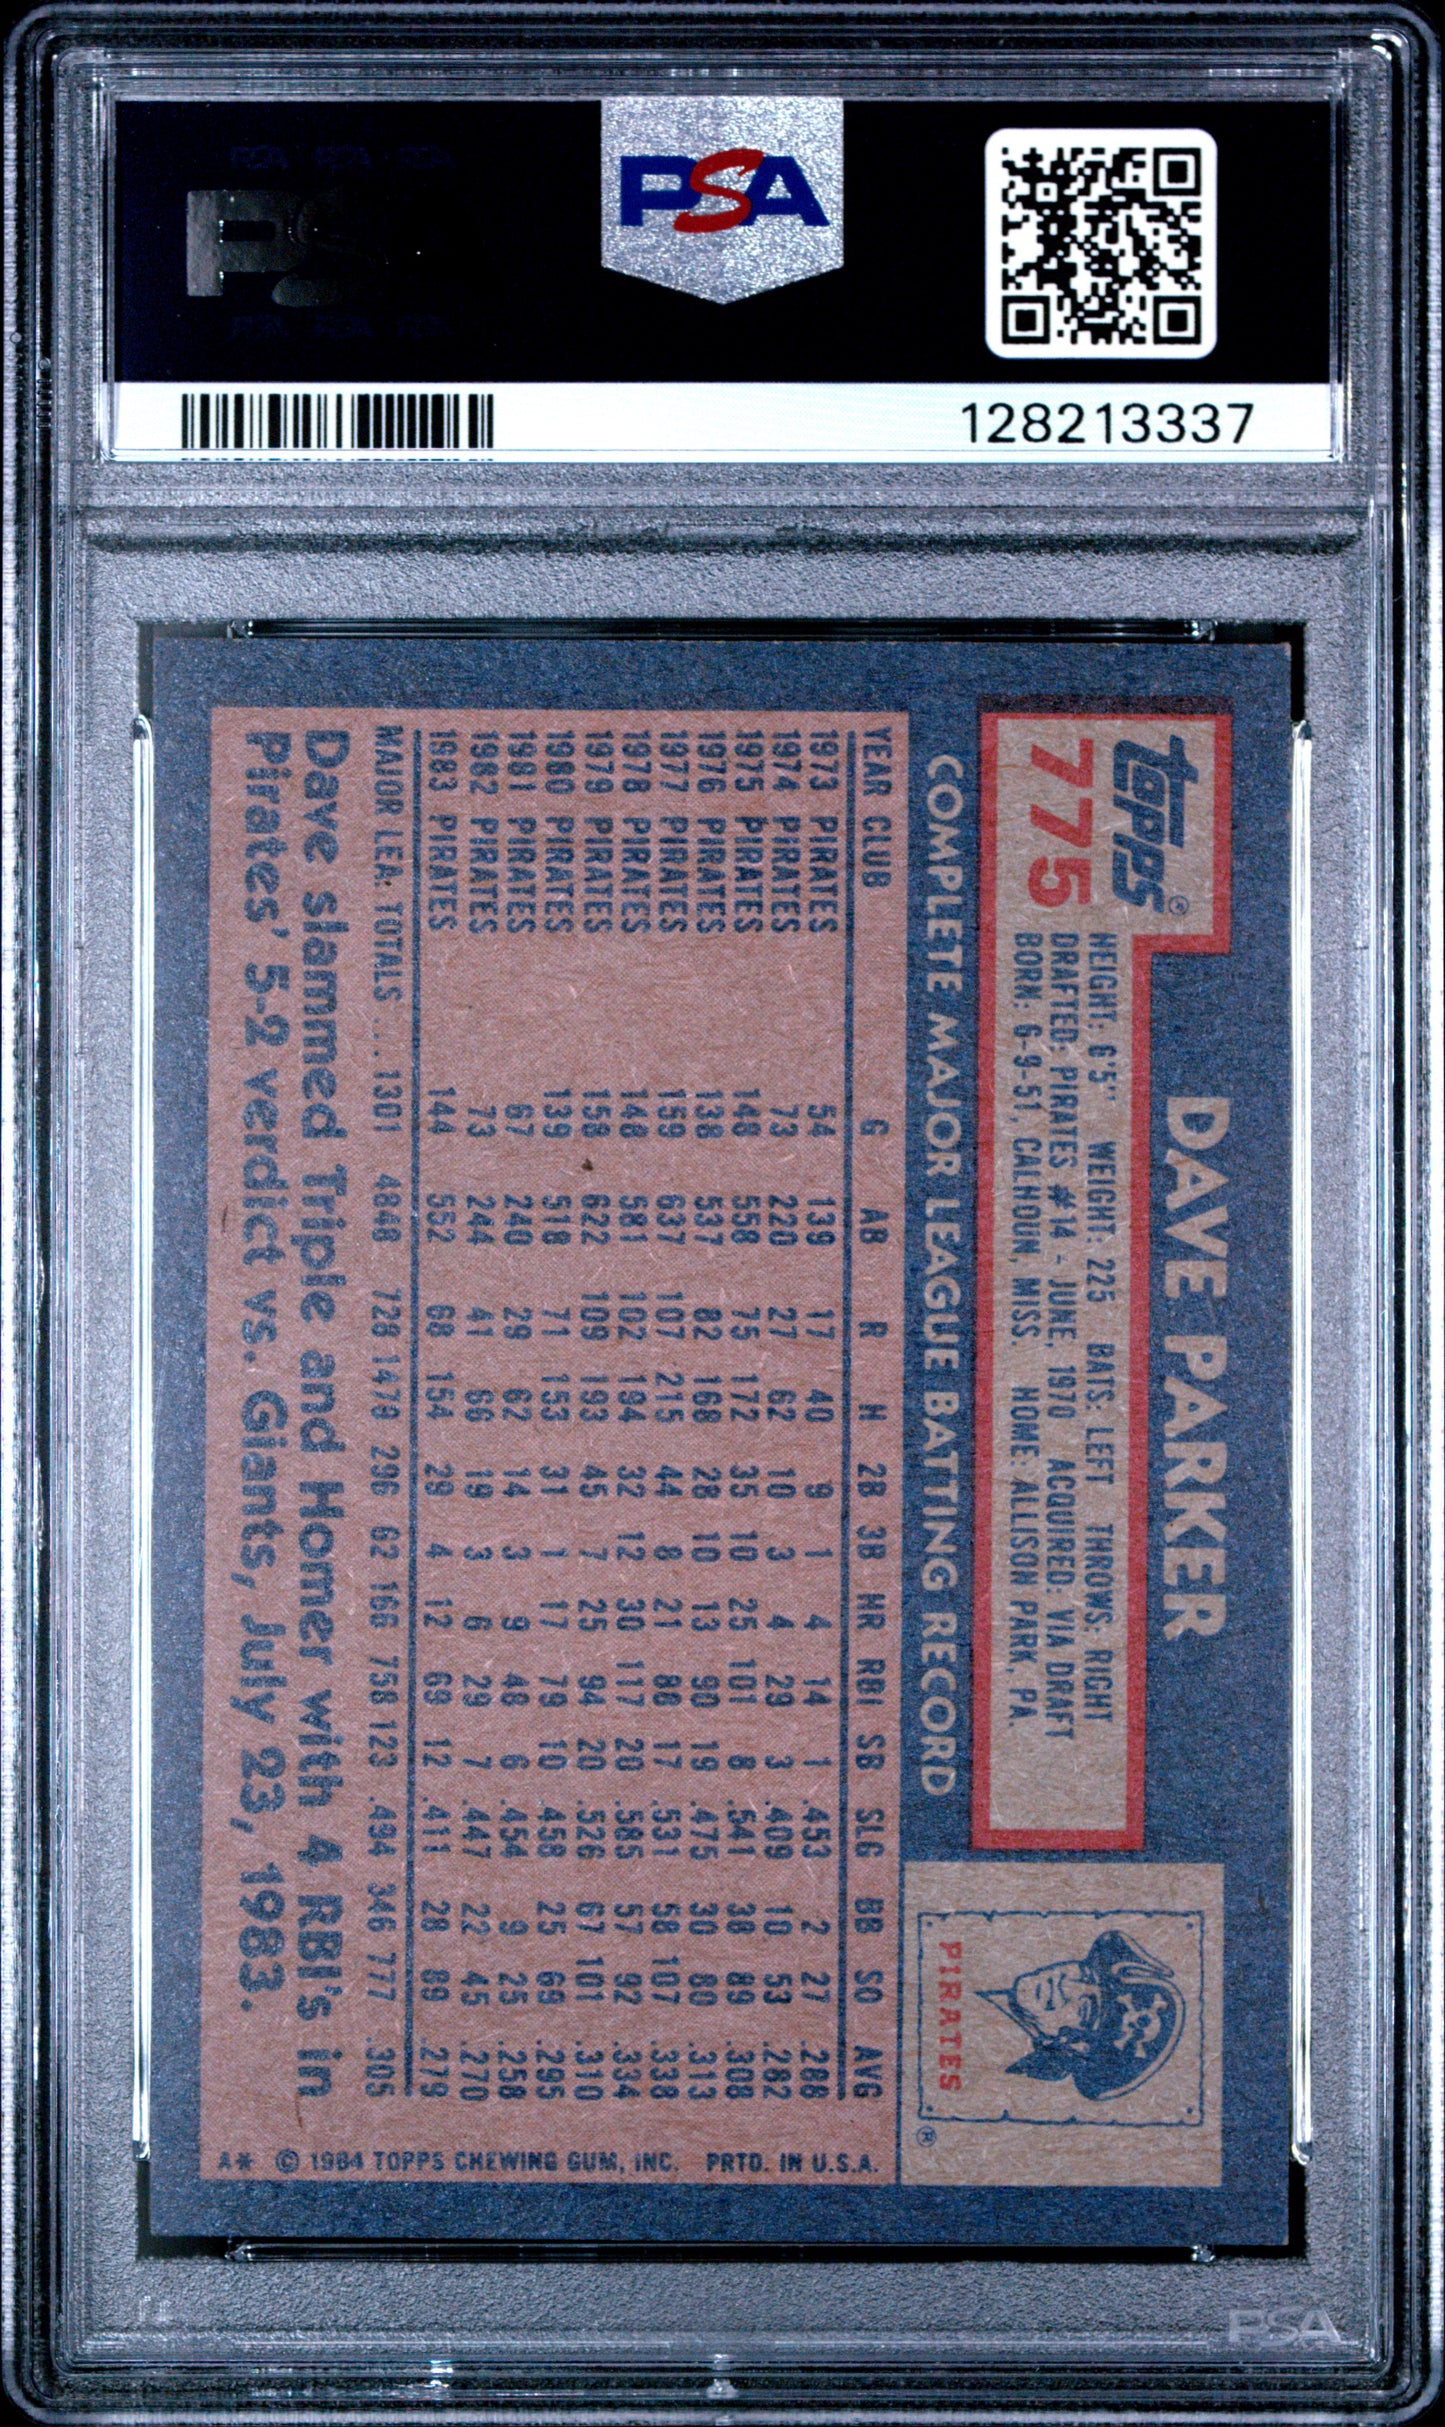 PSA
128213337
topps®
775
DAVE PARKER
HEIGHT: 6'5" WEIGHT: 225 BATS: LEFT THROWS: RIGHT
DRAFTED: PIRATES #14 - JUNE, 1970 ACQUIRED: VIA DRAFT
BORN: 6-9-51, CALHOUN, MISS. HOME: ALLISON PARK, PA.
PIRATES
®
COMPLETE MAJOR LEAGUE BATTING RECORD
YEAR CLUB G AB R H 2B 3B HR RBI SB SLG BB SO AVG
1973 PIRATES 54 139 17 40 9 1 4 14 1 .453 2 27 .288
1974 PIRATES 73 220 27 62 10 3 4 29 3 .409 10 53 .282
1975 PIRATES 148 558 75 172 35 10 25 101 8 .541 38 89 .308
1976 PIRATES 138 537 82 168 28 10 13 90 19 .475 30 80 .313
1977 PIRATES 159 637 107 215 44 8 21 88 17 .531 58 107 .338
1978 PIRATES 148 581 102 194 32 12 30 117 20 .585 57 92 .334
1979 PIRATES 158 622 109 193 45 7 25 94 20 .526 67 101 .310
1980 PIRATES 139 518 71 153 31 1 17 79 10 .458 25 69 .295
1981 PIRATES 67 240 29 62 14 3 9 48 6 .454 9 25 .258
1982 PIRATES 73 244 41 66 19 3 6 29 7 .447 22 45 .270
1983 PIRATES 144 552 68 154 29 4 12 69 12 .411 28 89 .279
MAJOR LEA. TOTALS ... 1301 4848 728 1479 296 62 166 758 123 .494 346 777 .305
Dave slammed Triple and Homer with 4 RBI's in
Pirates' 5-2 verdict vs. Giants, July 23, 1983.
A* © 1984 TOPPS CHEWING GUM, INC. PRTD. IN U.S.A.
PSA